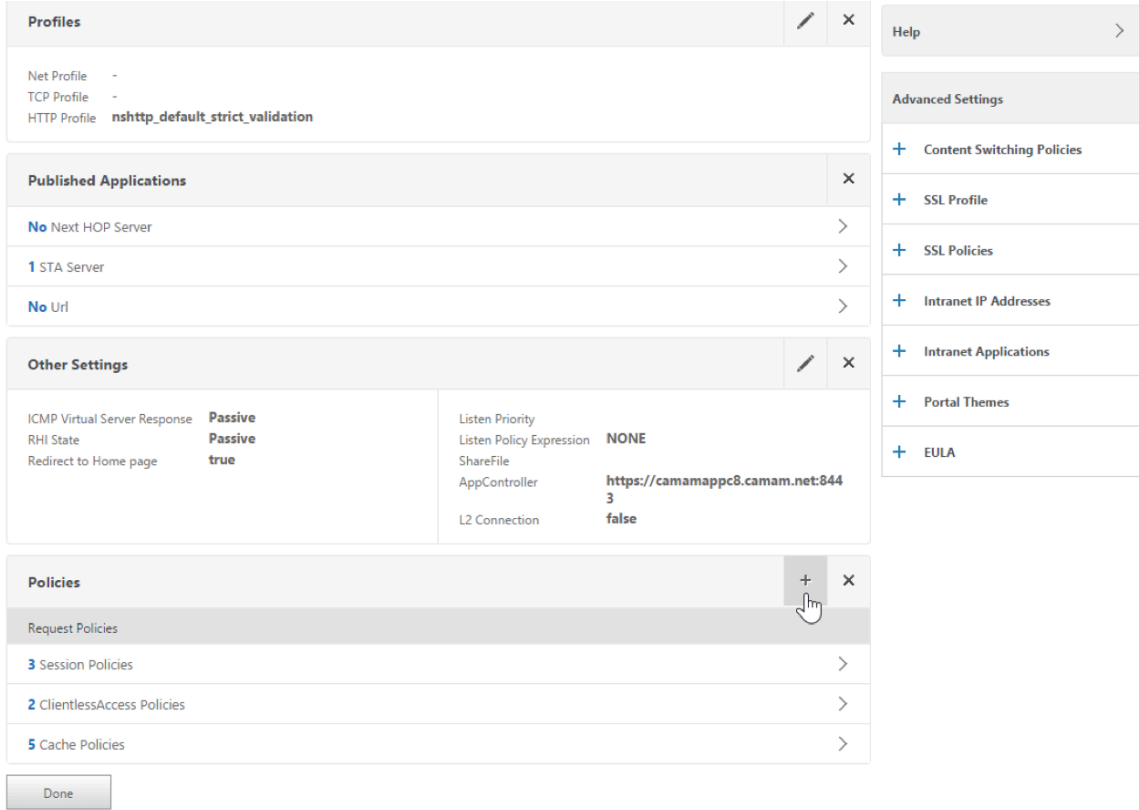 Profiles
Net Profile -
TCP Profile -
HTTP Profile nshttp_default_strict_validation
Published Applications
No Next HOP Server
1 STA Server
No Url
Other Settings
ICMP Virtual Server Response Passive
RHI State Passive
Redirect to Home page true
Listen Priority
Listen Policy Expression NONE
ShareFile
AppController https://camamappc8.camam.net:844
3
L2 Connection false
Policies
Request Policies
3 Session Policies
2 ClientlessAccess Policies
5 Cache Policies
Done
Help
Advanced Settings
Content Switching Policies
SSL Profile
SSL Policies
Intranet IP Addresses
Intranet Applications
Portal Themes
EULA